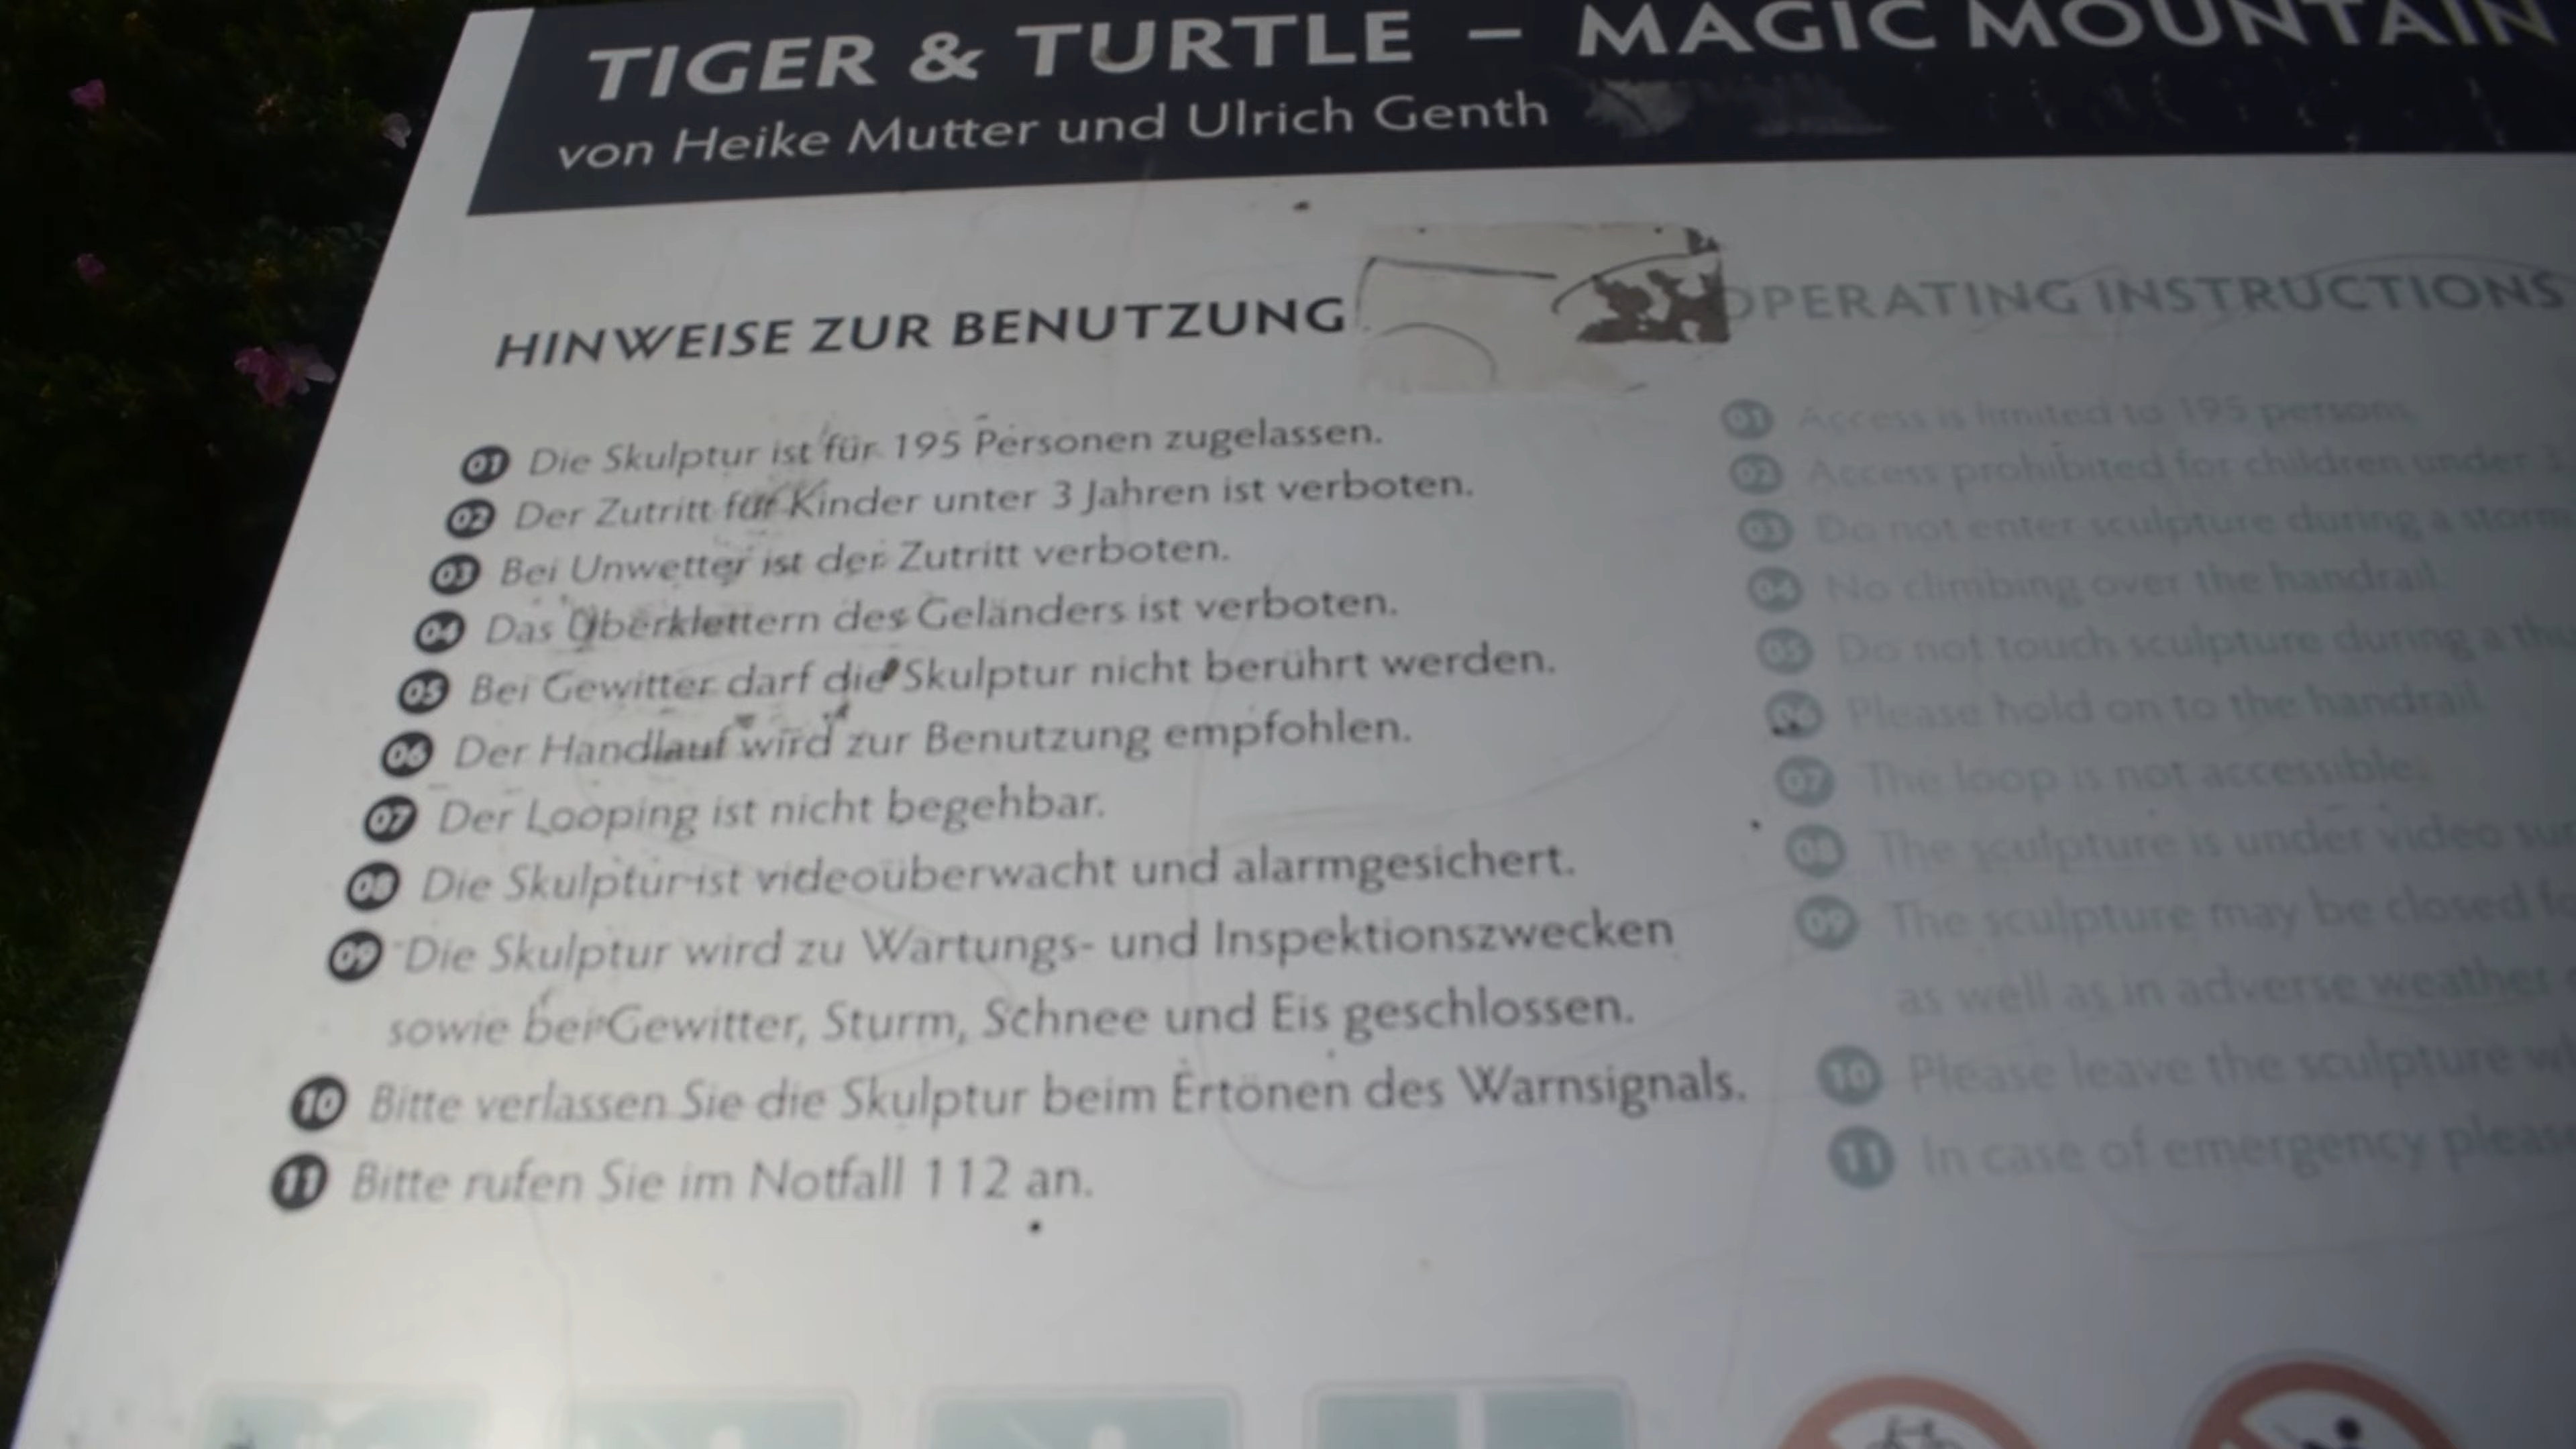 TIGER & TURTLE – MAGIC MOUNTAIN
von Heike Mutter und Ulrich Genth
HINWEISE ZUR BENUTZUNG
01 Die Skulptur ist für 195 Personen zugelassen.
02 Der Zutritt für Kinder unter 3 Jahren ist verboten.
03 Bei Unwetter ist der Zutritt verboten.
04 Das Überklettern des Geländers ist verboten.
05 Bei Gewitter darf die Skulptur nicht berührt werden.
06 Der Handlauf wird zur Benutzung empfohlen.
07 Der Looping ist nicht begehbar.
08 Die Skulptur ist videoüberwacht und alarmgesichert.
09 Die Skulptur wird zu Wartungs- und Inspektionszwecken
sowie bei Gewitter, Sturm, Schnee und Eis geschlossen.
10 Bitte verlassen Sie die Skulptur beim Ertönen des Warnsignals.
11 Bitte rufen Sie im Notfall 112 an.
OPERATING INSTRUCTIONS
01 Access is limited to 195 persons.
02 Access prohibited for children under 3
03 Do not enter sculpture during a storm
04 No climbing over the handrail.
05 Do not touch sculpture during a
06 Please hold on to the handrail.
07 The loop is not accessible.
08 The sculpture is under video
09 The sculpture may be closed
as well as in adverse weather
10 Please leave the sculpture
11 In case of emergency please